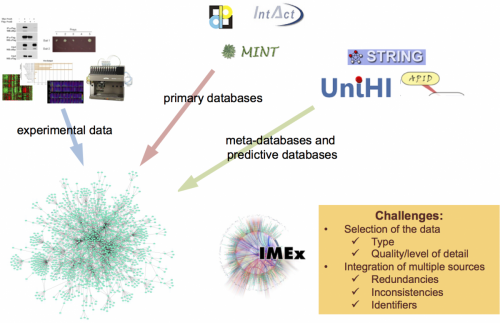 IntAct
MINT
STRING
UniHI
APID
primary databases
experimental data
meta-databases and
predictive databases
IMEx
Challenges:
• Selection of the data
✓ Type
✓ Quality/level of detail
• Integration of multiple sources
✓ Redundancies
✓ Inconsistencies
✓ Identifiers